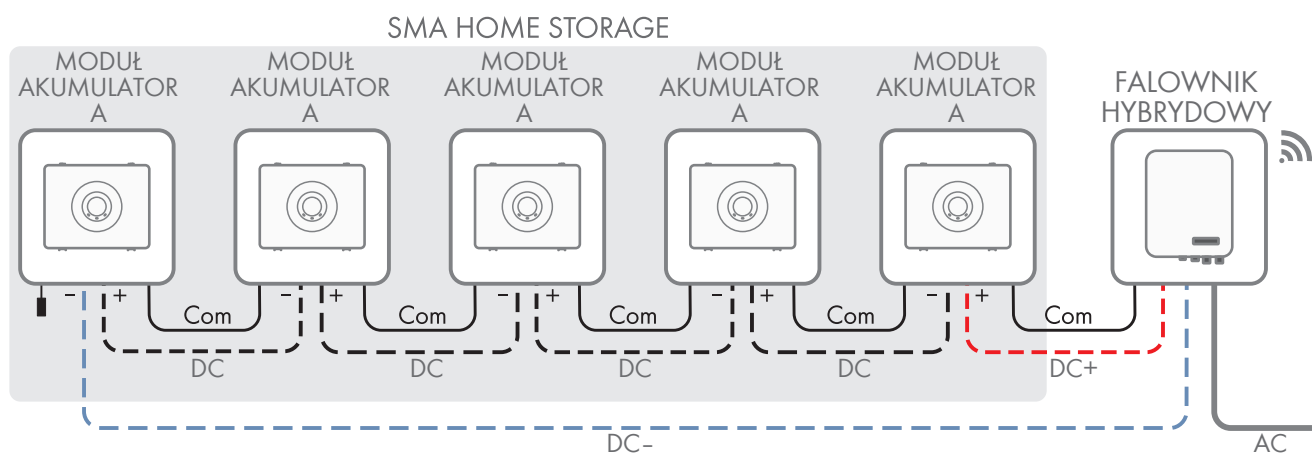 SMA HOME STORAGE
MODUŁ
AKUMULATOR
A
MODUŁ
AKUMULATOR
A
MODUŁ
AKUMULATOR
A
MODUŁ
AKUMULATOR
A
MODUŁ
AKUMULATOR
A
FALOWNIK
HYBRYDOWY
– + – + – + – + – +
Com Com Com Com Com
DC DC DC DC DC+
DC– AC